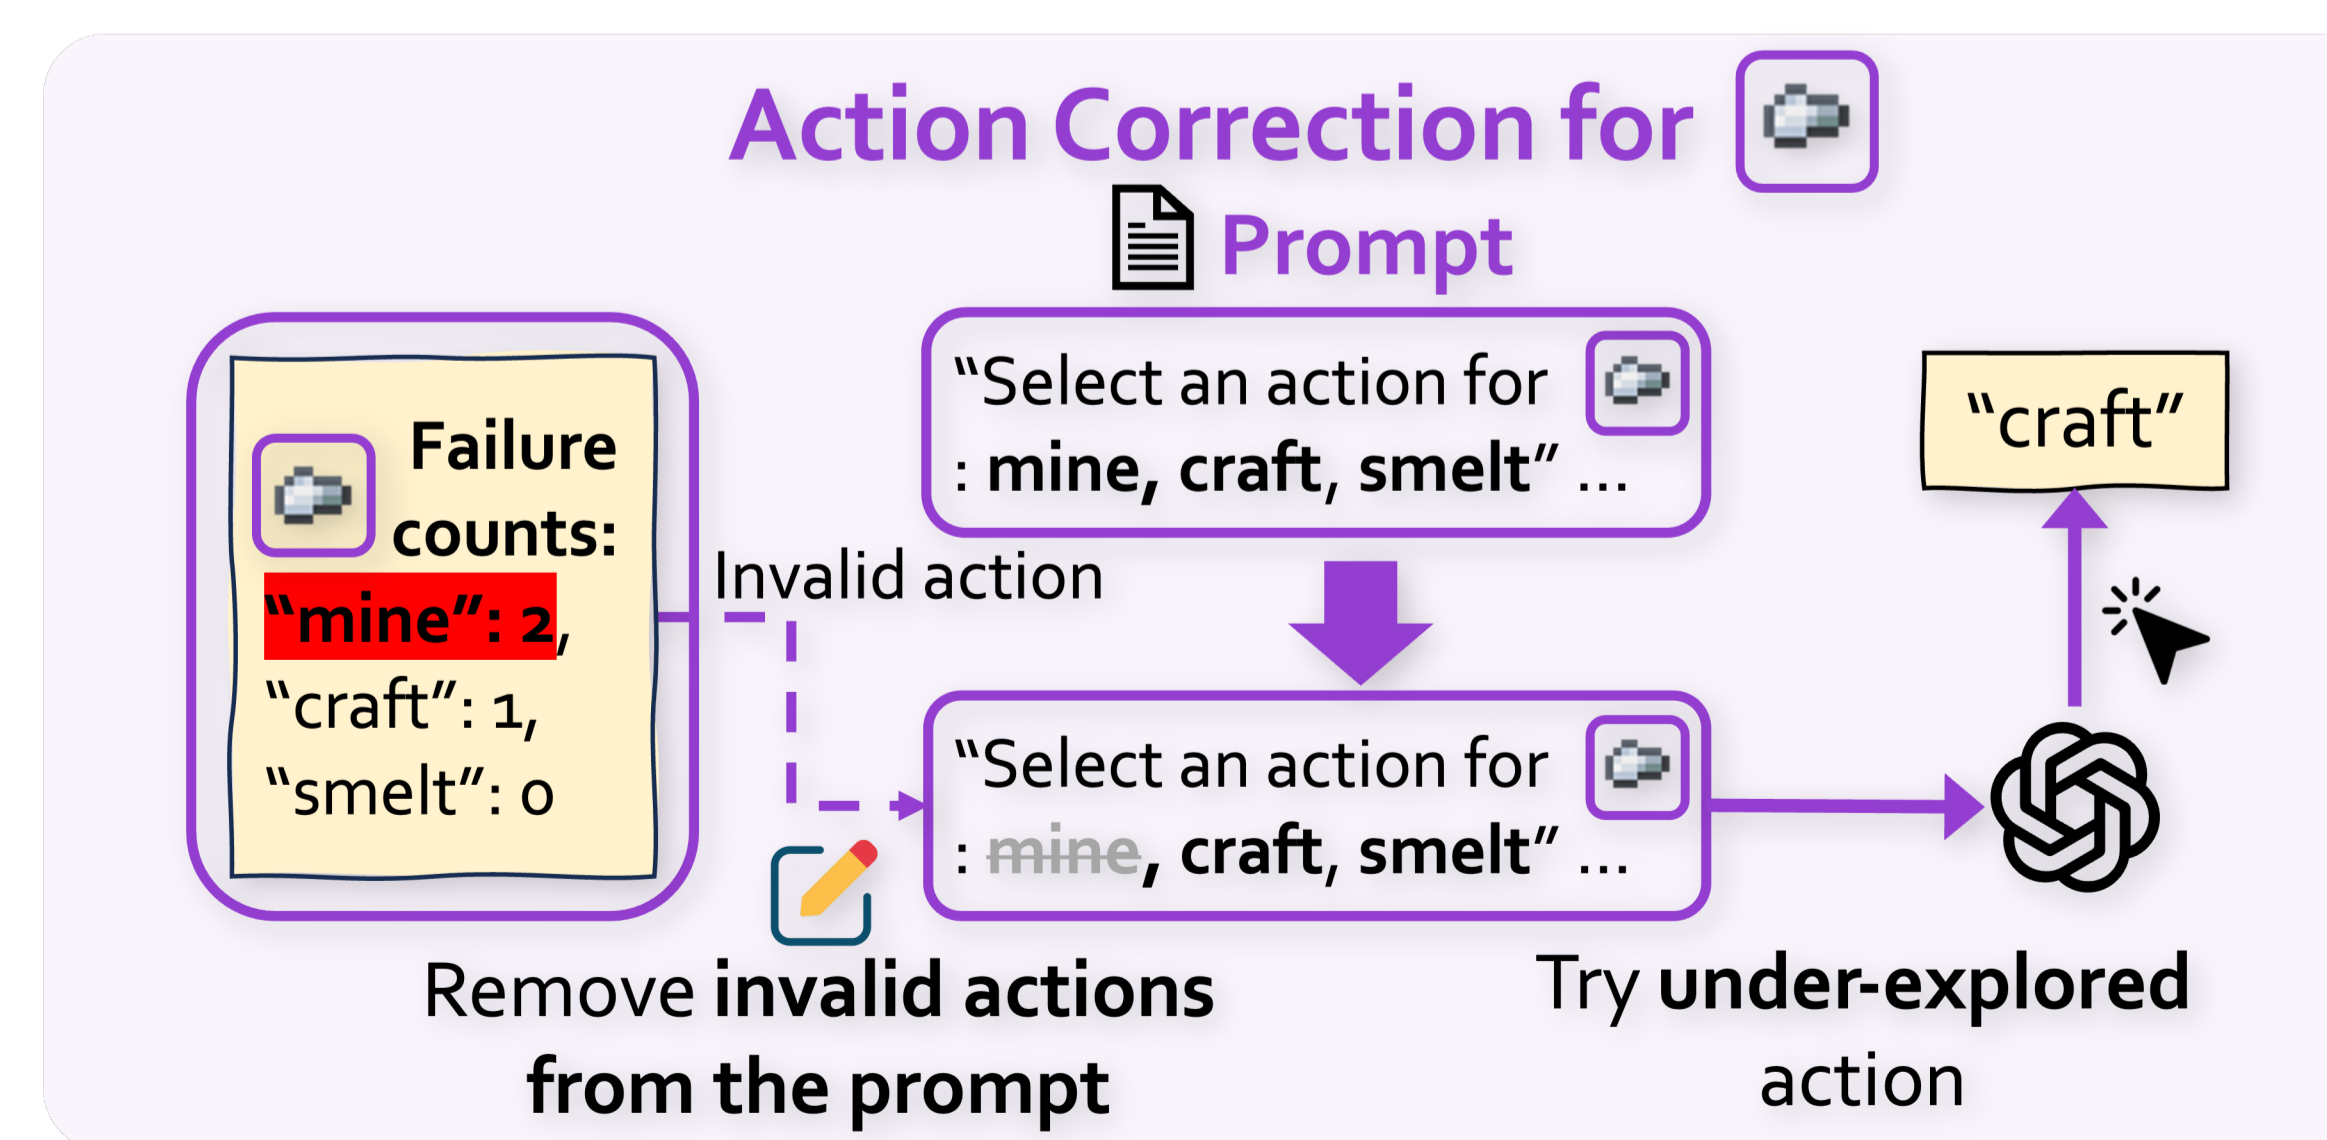 Action Correction for
Prompt
Failure
counts:
“mine”: 2,
“craft”: 1,
“smelt”: 0
Invalid action
“Select an action for
: mine, craft, smelt” ...
“Select an action for
: mine, craft, smelt” ...
“craft”
Remove invalid actions
from the prompt
Try under-explored
action